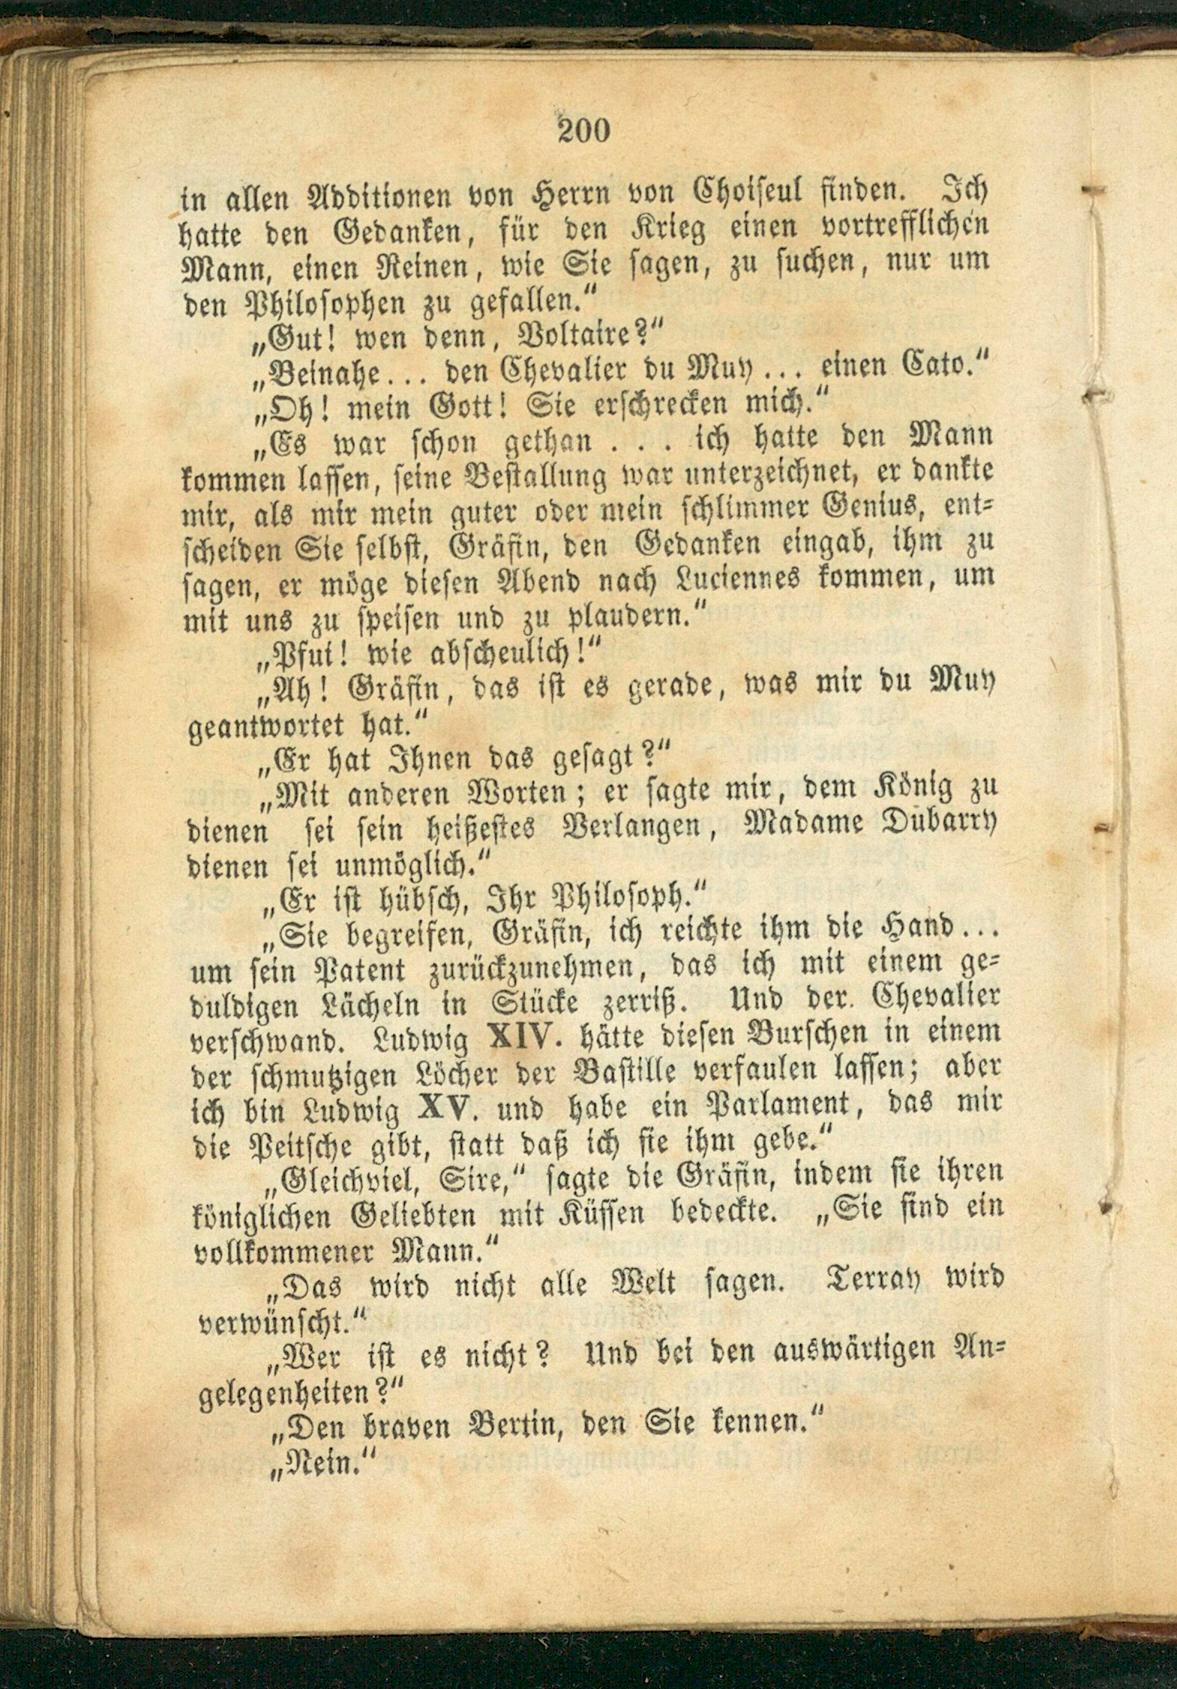 200
in allen Additionen von Herrn von Choiseul finden. Ich
hatte den Gedanken, für den Krieg einen vortrefflichen
Mann, einen Reinen, wie Sie sagen, zu suchen, nur um
den Philosophen zu gefallen.“
„Gut! wen denn, Voltaire?“
„Beinahe... den Chevalier du Muy... einen Cato.“
„Oh! mein Gott! Sie erschrecken mich.“
„Es war schon gethan . . . ich hatte den Mann
kommen lassen, seine Bestallung war unterzeichnet, er dankte
mir, als mir mein guter oder mein schlimmer Genius, ent-
scheiden Sie selbst, Gräfin, den Gedanken eingab, ihm zu
sagen, er möge diesen Abend nach Luciennes kommen, um
mit uns zu speisen und zu plaudern.“
„Pfui! wie abscheulich!“
„Ah! Gräfin, das ist es gerade, was mir du Muy
geantwortet hat.“
„Er hat Ihnen das gesagt?“
„Mit anderen Worten; er sagte mir, dem König zu
dienen sei sein heißestes Verlangen, Madame Dubarry
dienen sei unmöglich.“
„Er ist hübsch, Ihr Philosoph.“
„Sie begreifen, Gräfin, ich reichte ihm die Hand...
um sein Patent zurückzunehmen, das ich mit einem ge-
duldigen Lächeln in Stücke zerriß. Und der Chevalier
verschwand. Ludwig XIV. hätte diesen Burschen in einem
der schmutzigen Löcher der Bastille verfaulen lassen; aber
ich bin Ludwig XV. und habe ein Parlament, das mir
die Peitsche gibt, statt daß ich sie ihm gebe.“
„Gleichviel, Sire,“ sagte die Gräfin, indem sie ihren
königlichen Geliebten mit Küssen bedeckte. „Sie sind ein
vollkommener Mann.“
„Das wird nicht alle Welt sagen. Terray wird
verwünscht.“
„Wer ist es nicht? Und bei den auswärtigen An-
gelegenheiten?“
„Den braven Bertin, den Sie kennen.“
„Nein.“